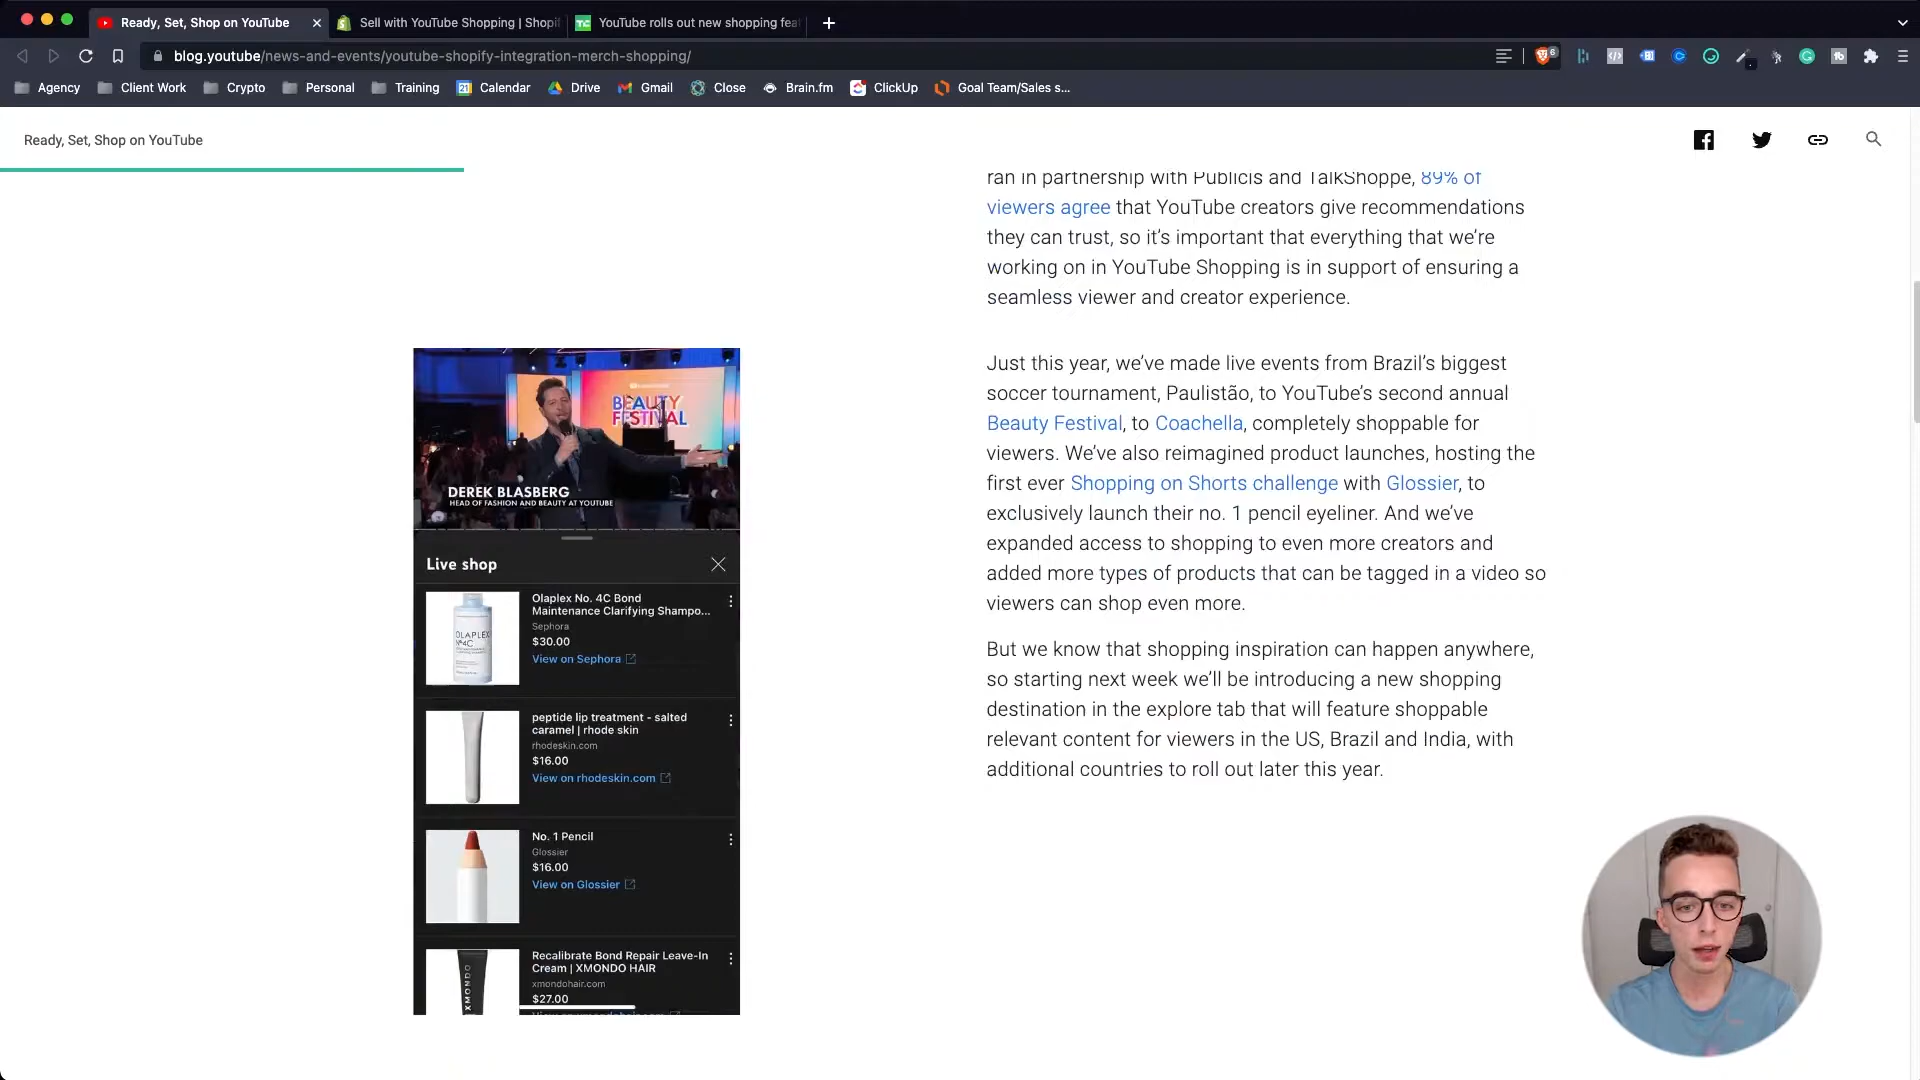 Ready, Set, Shop on YouTube
Sell with YouTube Shopping | Shopif
YouTube rolls out new shopping feat
blog.youtube/news-and-events/youtube-shopify-integration-merch-shopping/
6
Agency
Client Work
Crypto
Personal
Training
Calendar
Drive
Gmail
Close
Brain.fm
ClickUp
Goal Team/Sales s...
Ready, Set, Shop on YouTube
ran in partnership with Publicis and TalkShoppe, 89% of
viewers agree that YouTube creators give recommendations
they can trust, so it’s important that everything that we’re
working on in YouTube Shopping is in support of ensuring a
seamless viewer and creator experience.
Just this year, we’ve made live events from Brazil’s biggest
soccer tournament, Paulistão, to YouTube’s second annual
Beauty Festival, to Coachella, completely shoppable for
viewers. We’ve also reimagined product launches, hosting the
first ever Shopping on Shorts challenge with Glossier, to
exclusively launch their no. 1 pencil eyeliner. And we’ve
expanded access to shopping to even more creators and
added more types of products that can be tagged in a video so
viewers can shop even more.
But we know that shopping inspiration can happen anywhere,
so starting next week we’ll be introducing a new shopping
destination in the explore tab that will feature shoppable
relevant content for viewers in the US, Brazil and India, with
additional countries to roll out later this year.
BEAUTY
FESTIVAL
DEREK BLASBERG
HEAD OF FASHION AND BEAUTY AT YOUTUBE
Live shop
OLAPLEX
Nº4C
Olaplex No. 4C Bond
Maintenance Clarifying Shampo...
Sephora
$30.00
View on Sephora
peptide lip treatment - salted
caramel | rhode skin
rhodeskin.com
$16.00
View on rhodeskin.com
No. 1 Pencil
Glossier
$16.00
View on Glossier
XMONDO
Recalibrate Bond Repair Leave-In
Cream | XMONDO HAIR
xmondohair.com
$27.00